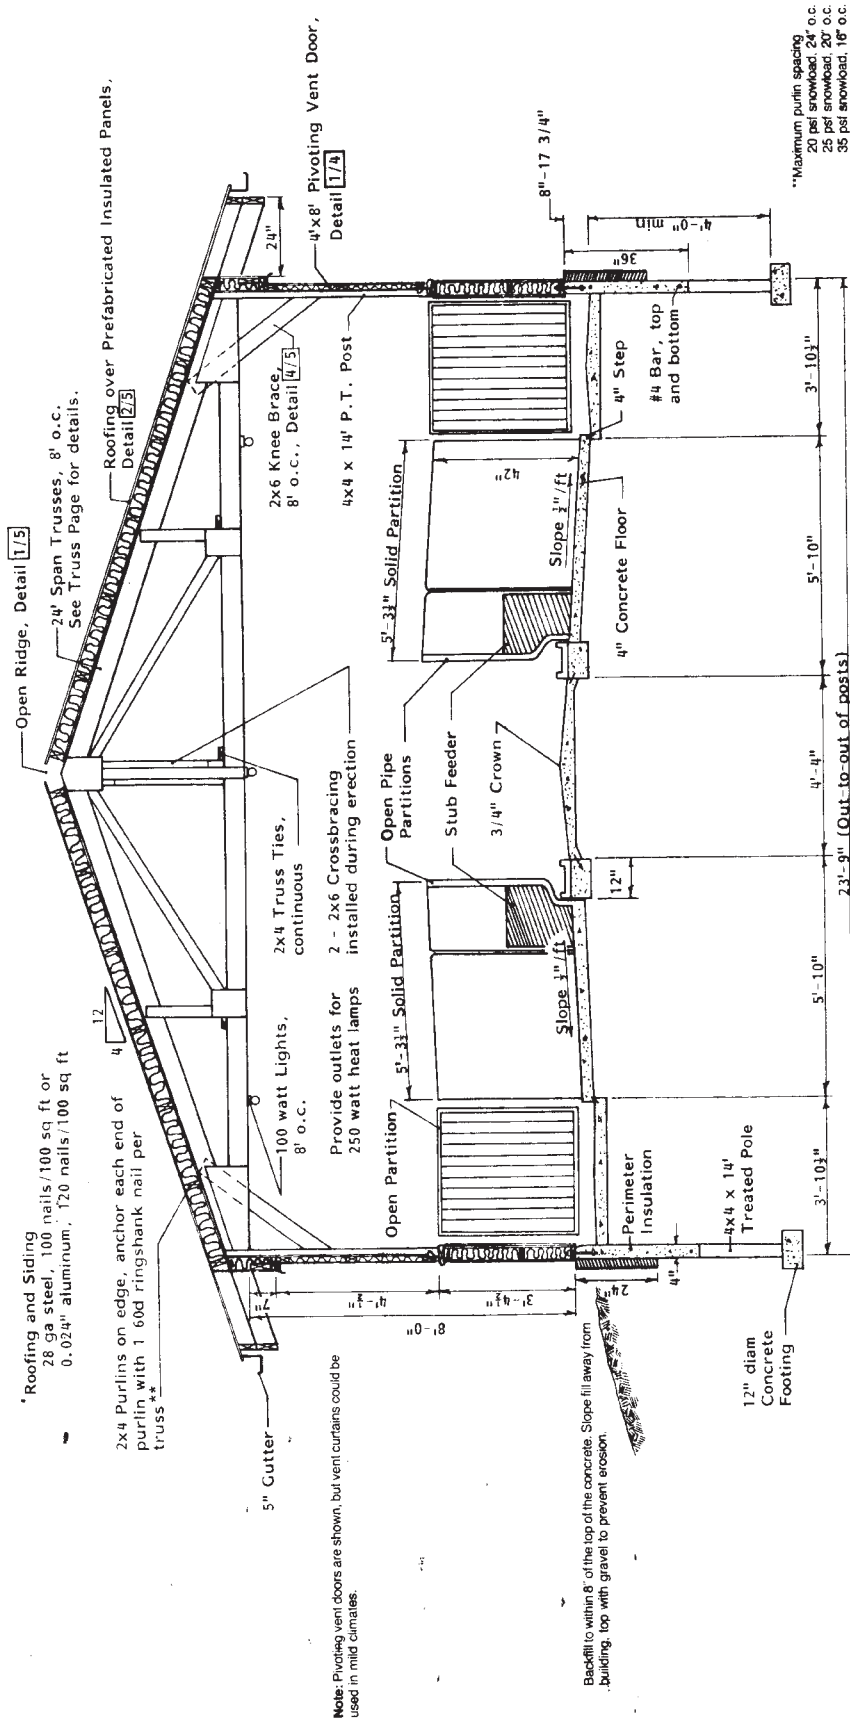 *Roofing and Siding
28 ga steel, 100 nails/100 sq ft or
0.024" aluminum, 120 nails/100 sq ft
12
4
2x4 Purlins on edge, anchor each end of
purlin with 1 60d ringshank nail per
truss**
5" Gutter
Open Ridge, Detail 1/5
24' Span Trusses, 8' o.c.
See Truss Page for details.
Roofing over Prefabricated Insulated Panels,
Detail 2/5
24"
4'x8' Pivoting Vent Door,
Detail 1/4
2x6 Knee Brace,
8' o.c., Detail 4/5
4x4 x 14' P.T. Post
100 watt Lights,
8' o.c.
2x4 Truss Ties,
continuous
Provide outlets for
250 watt heat lamps
2 - 2x6 Crossbracing
installed during erection
7"
4'-½"
3'-4½"
8'-0"
Note: Pivoting vent doors are shown, but vent curtains could be
used in mild climates.
Open Partition
5'-3½" Solid Partition
Open Pipe
Partitions
5'-3½" Solid Partition
Stub Feeder
3/4" Crown
42"
Slope ½"/ft
Slope ½"/ft
12"
4" Concrete Floor
4" Step
#4 Bar, top
and bottom
8"-17 3/4"
36"
4'-0" min
Perimeter
Insulation
24"
4"
4x4 x 14'
Treated Pole
Backfill to within 8" of the top of the concrete. Slope fill away from
building, top with gravel to prevent erosion.
12" diam
Concrete
Footing
3'-10½"
5'-10"
4'-4"
5'-10"
3'-10½"
23'-9" (Out-to-out of posts)
**Maximum purlin spacing
20 psf snowload, 24" o.c.
25 psf snowload, 20" o.c.
35 psf snowload, 16" o.c.